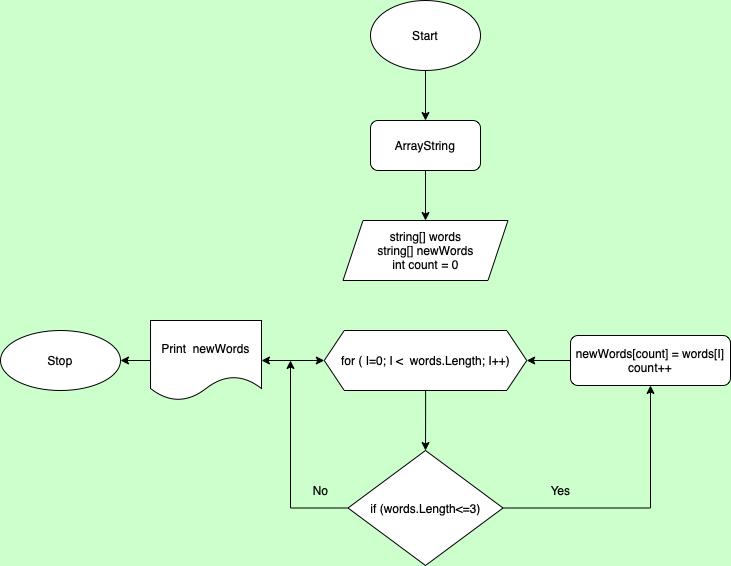 Start
ArrayString
string[] words
string[] newWords
int count = 0
Stop
Print  newWords
for ( I=0; I <  words.Length; I++)
newWords[count] = words[I]
count++
No
Yes
if (words.Length<=3)